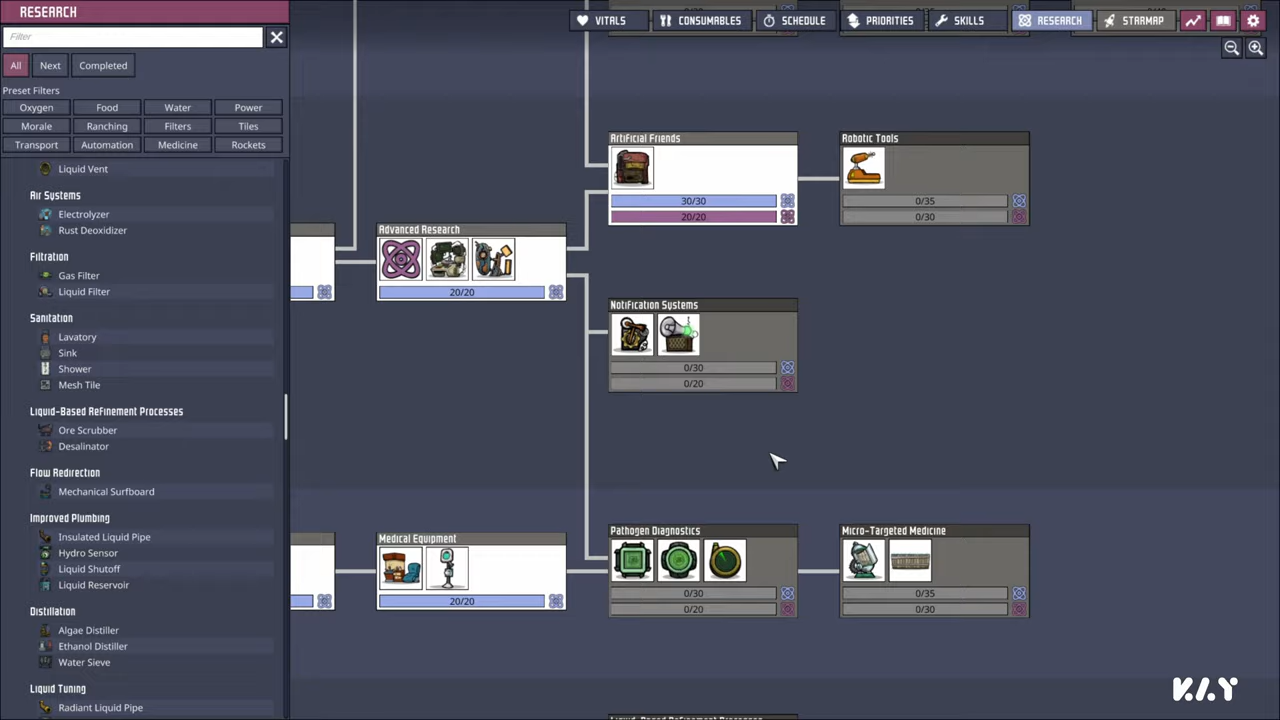 RESEARCH
VITALS
CONSUMABLES
SCHEDULE
PRIORITIES
SKILLS
RESEARCH
STARMAP
Filter
All
Next
Completed
Preset Filters
Oxygen
Food
Water
Power
Morale
Ranching
Filters
Tiles
Transport
Automation
Medicine
Rockets
Liquid Vent
Air Systems
Electrolyzer
Rust Deoxidizer
Filtration
Gas Filter
Liquid Filter
Sanitation
Lavatory
Sink
Shower
Mesh Tile
Liquid-Based Refinement Processes
Ore Scrubber
Desalinator
Flow Redirection
Mechanical Surfboard
Improved Plumbing
Insulated Liquid Pipe
Hydro Sensor
Liquid Shutoff
Liquid Reservoir
Distillation
Algae Distiller
Ethanol Distiller
Water Sieve
Liquid Tuning
Radiant Liquid Pipe
Artificial Friends
30/30
20/20
Robotic Tools
0/35
0/30
Advanced Research
20/20
Notification Systems
0/30
0/20
Medical Equipment
20/20
Pathogen Diagnostics
0/30
0/20
Micro-Targeted Medicine
0/35
0/30
KAY